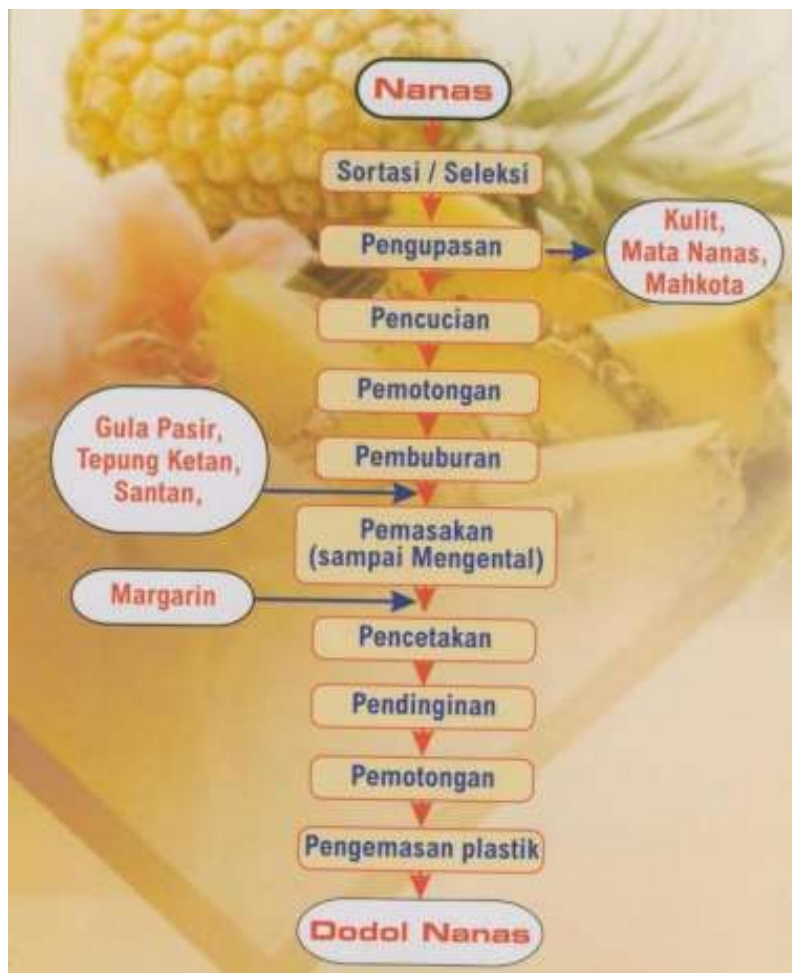 Nanas
Sortasi / Seleksi
Pengupasan
Kulit,
Mata Nanas,
Mahkota
Pencucian
Pemotongan
Gula Pasir,
Tepung Ketan,
Santan,
Pembuburan
Pemasakan
(sampai Mengental)
Margarin
Pencetakan
Pendinginan
Pemotongan
Pengemasan plastik
Dodol Nanas